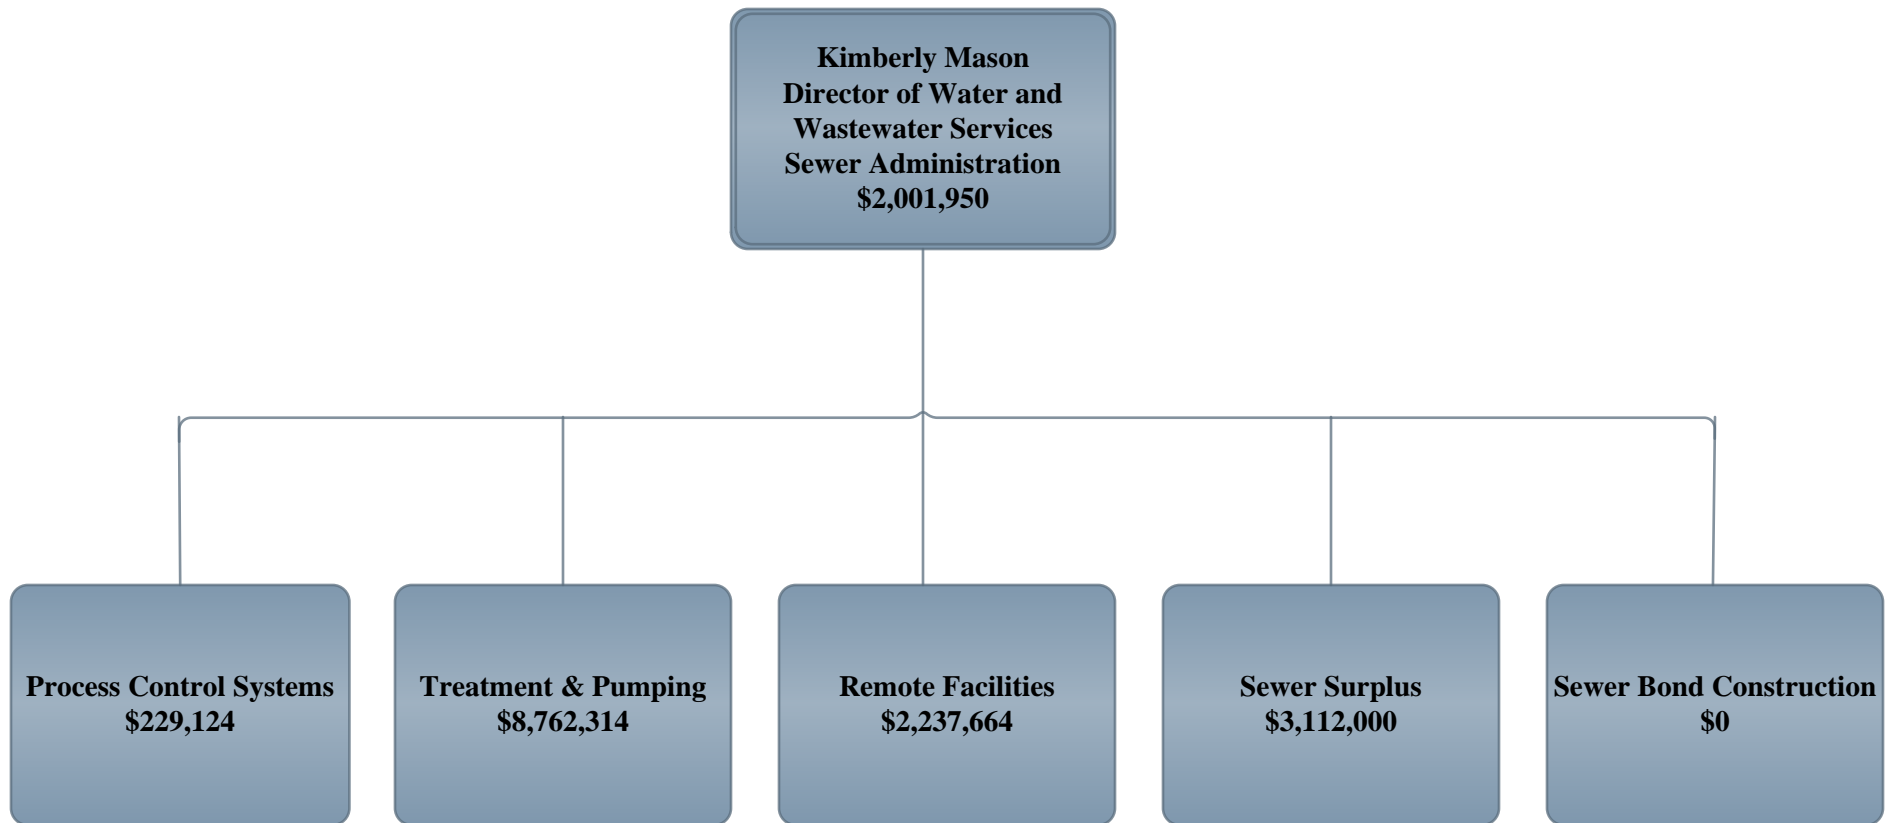 Kimberly Mason
Director of Water and
Wastewater Services
Sewer Administration
$2,001,950
Process Control Systems
$229,124
Treatment & Pumping
$8,762,314
Remote Facilities
$2,237,664
Sewer Surplus
$3,112,000
Sewer Bond Construction
$0